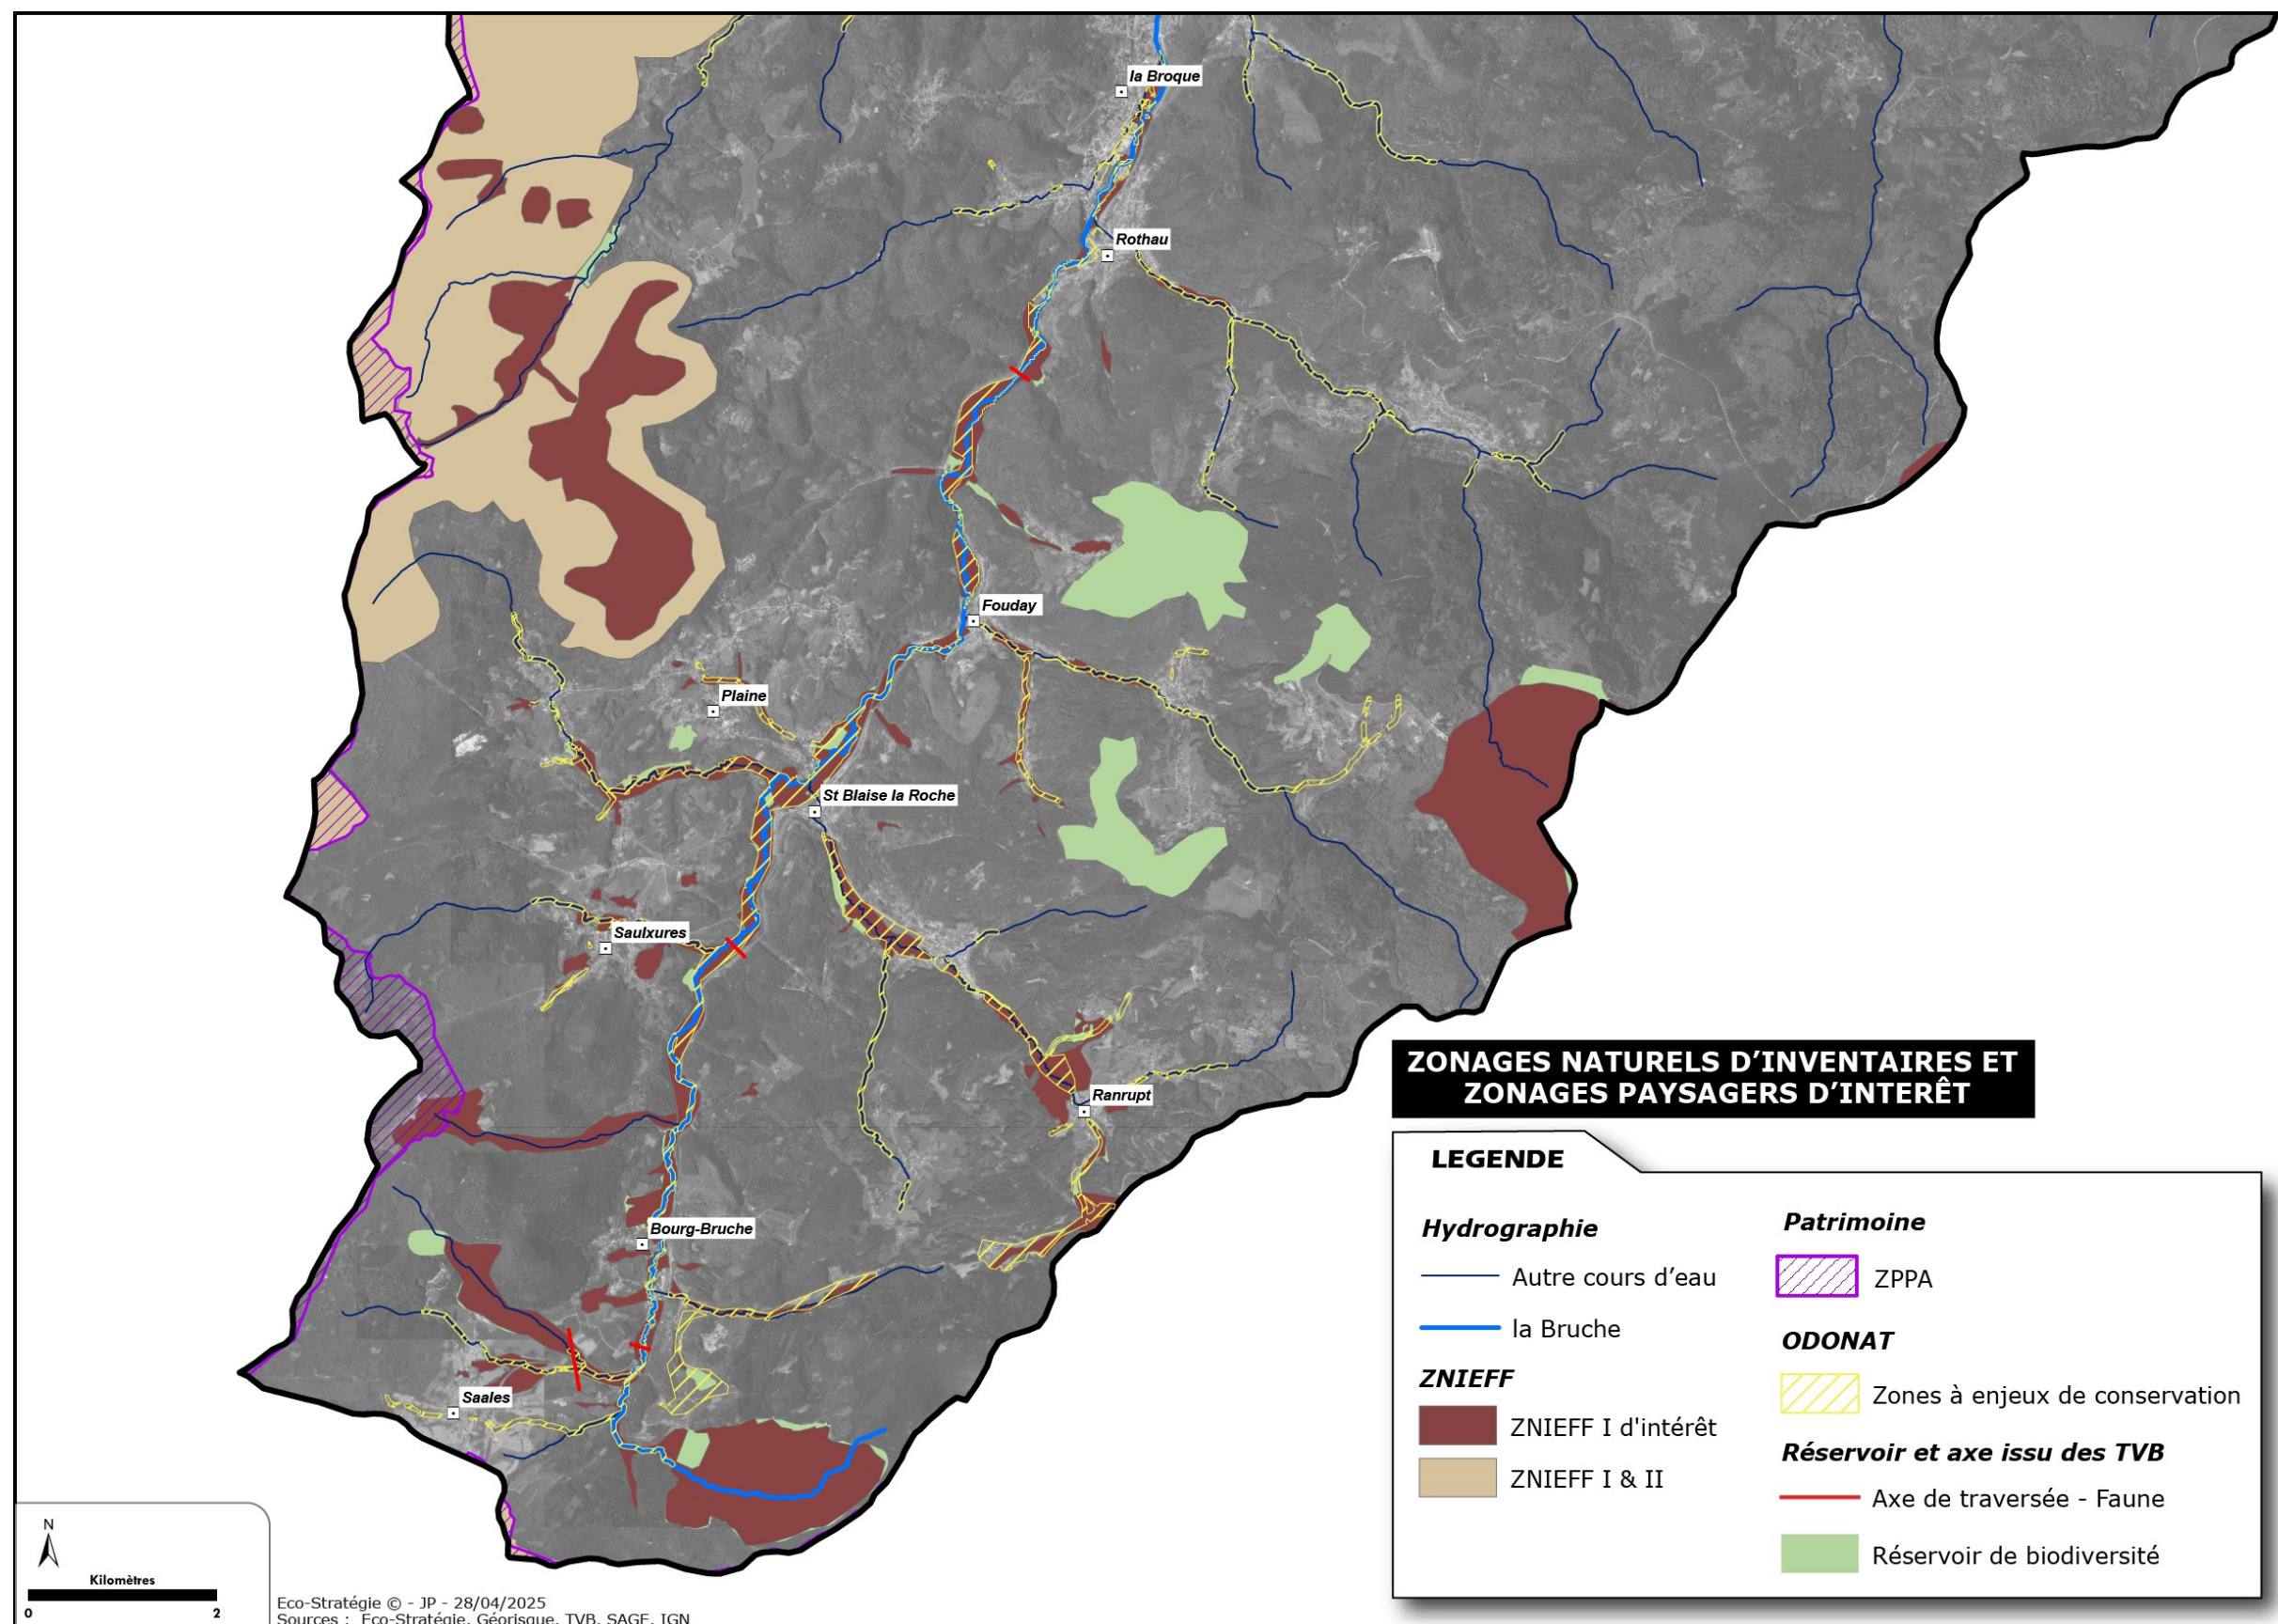 la Broque
Rothau
Fouday
Plaine
St Blaise la Roche
Saulxures
Ranrupt
Bourg-Bruche
Saales
ZONAGES NATURELS D’INVENTAIRES ET
ZONAGES PAYSAGERS D’INTERÊT
LEGENDE
Hydrographie
Autre cours d’eau
la Bruche
ZNIEFF
ZNIEFF I d'intérêt
ZNIEFF I & II
Patrimoine
ZPPA
ODONAT
Zones à enjeux de conservation
Réservoir et axe issu des TVB
Axe de traversée - Faune
Réservoir de biodiversité
N
Kilomètres
0 2
Eco-Stratégie © - JP - 28/04/2025
Sources : Eco-Stratégie, Géorisque, TVB, SAGE, IGN